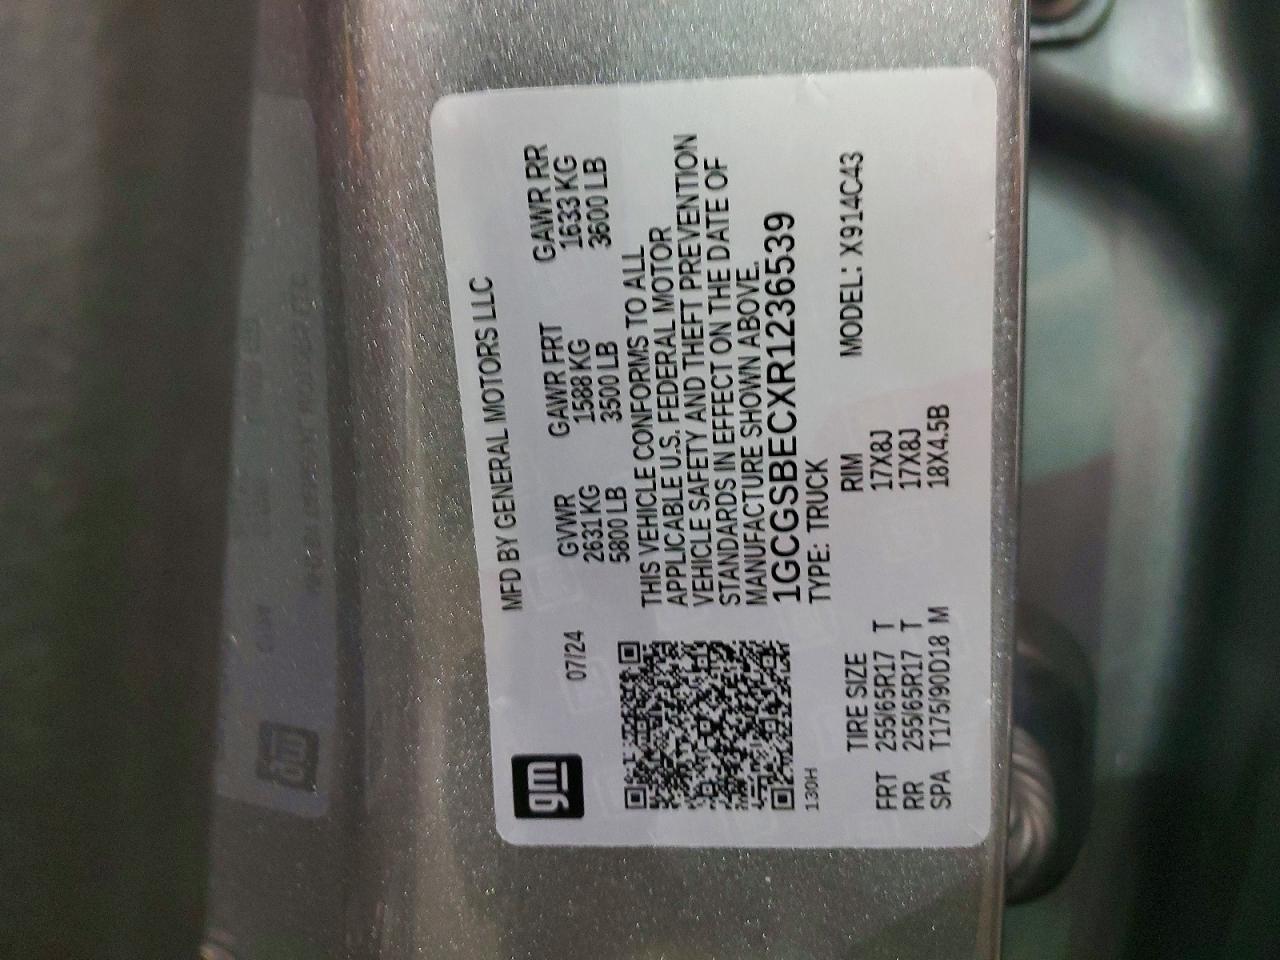 gm
MFD BY GENERAL MOTORS LLC
07/24
GVWR GAWR FRT GAWR RR
2631 KG 1588 KG 1633 KG
5800 LB 3500 LB 3600 LB
THIS VEHICLE CONFORMS TO ALL
APPLICABLE U.S. FEDERAL MOTOR
VEHICLE SAFETY AND THEFT PREVENTION
STANDARDS IN EFFECT ON THE DATE OF
MANUFACTURE SHOWN ABOVE.
1GCGSBECXR1236539
TYPE: TRUCK
130H
MODEL: X914C43
TIRE SIZE RIM
FRT 255/65R17 T 17X8J
RR 255/65R17 T 17X8J
SPA T175/90D18 M 18X4.5B